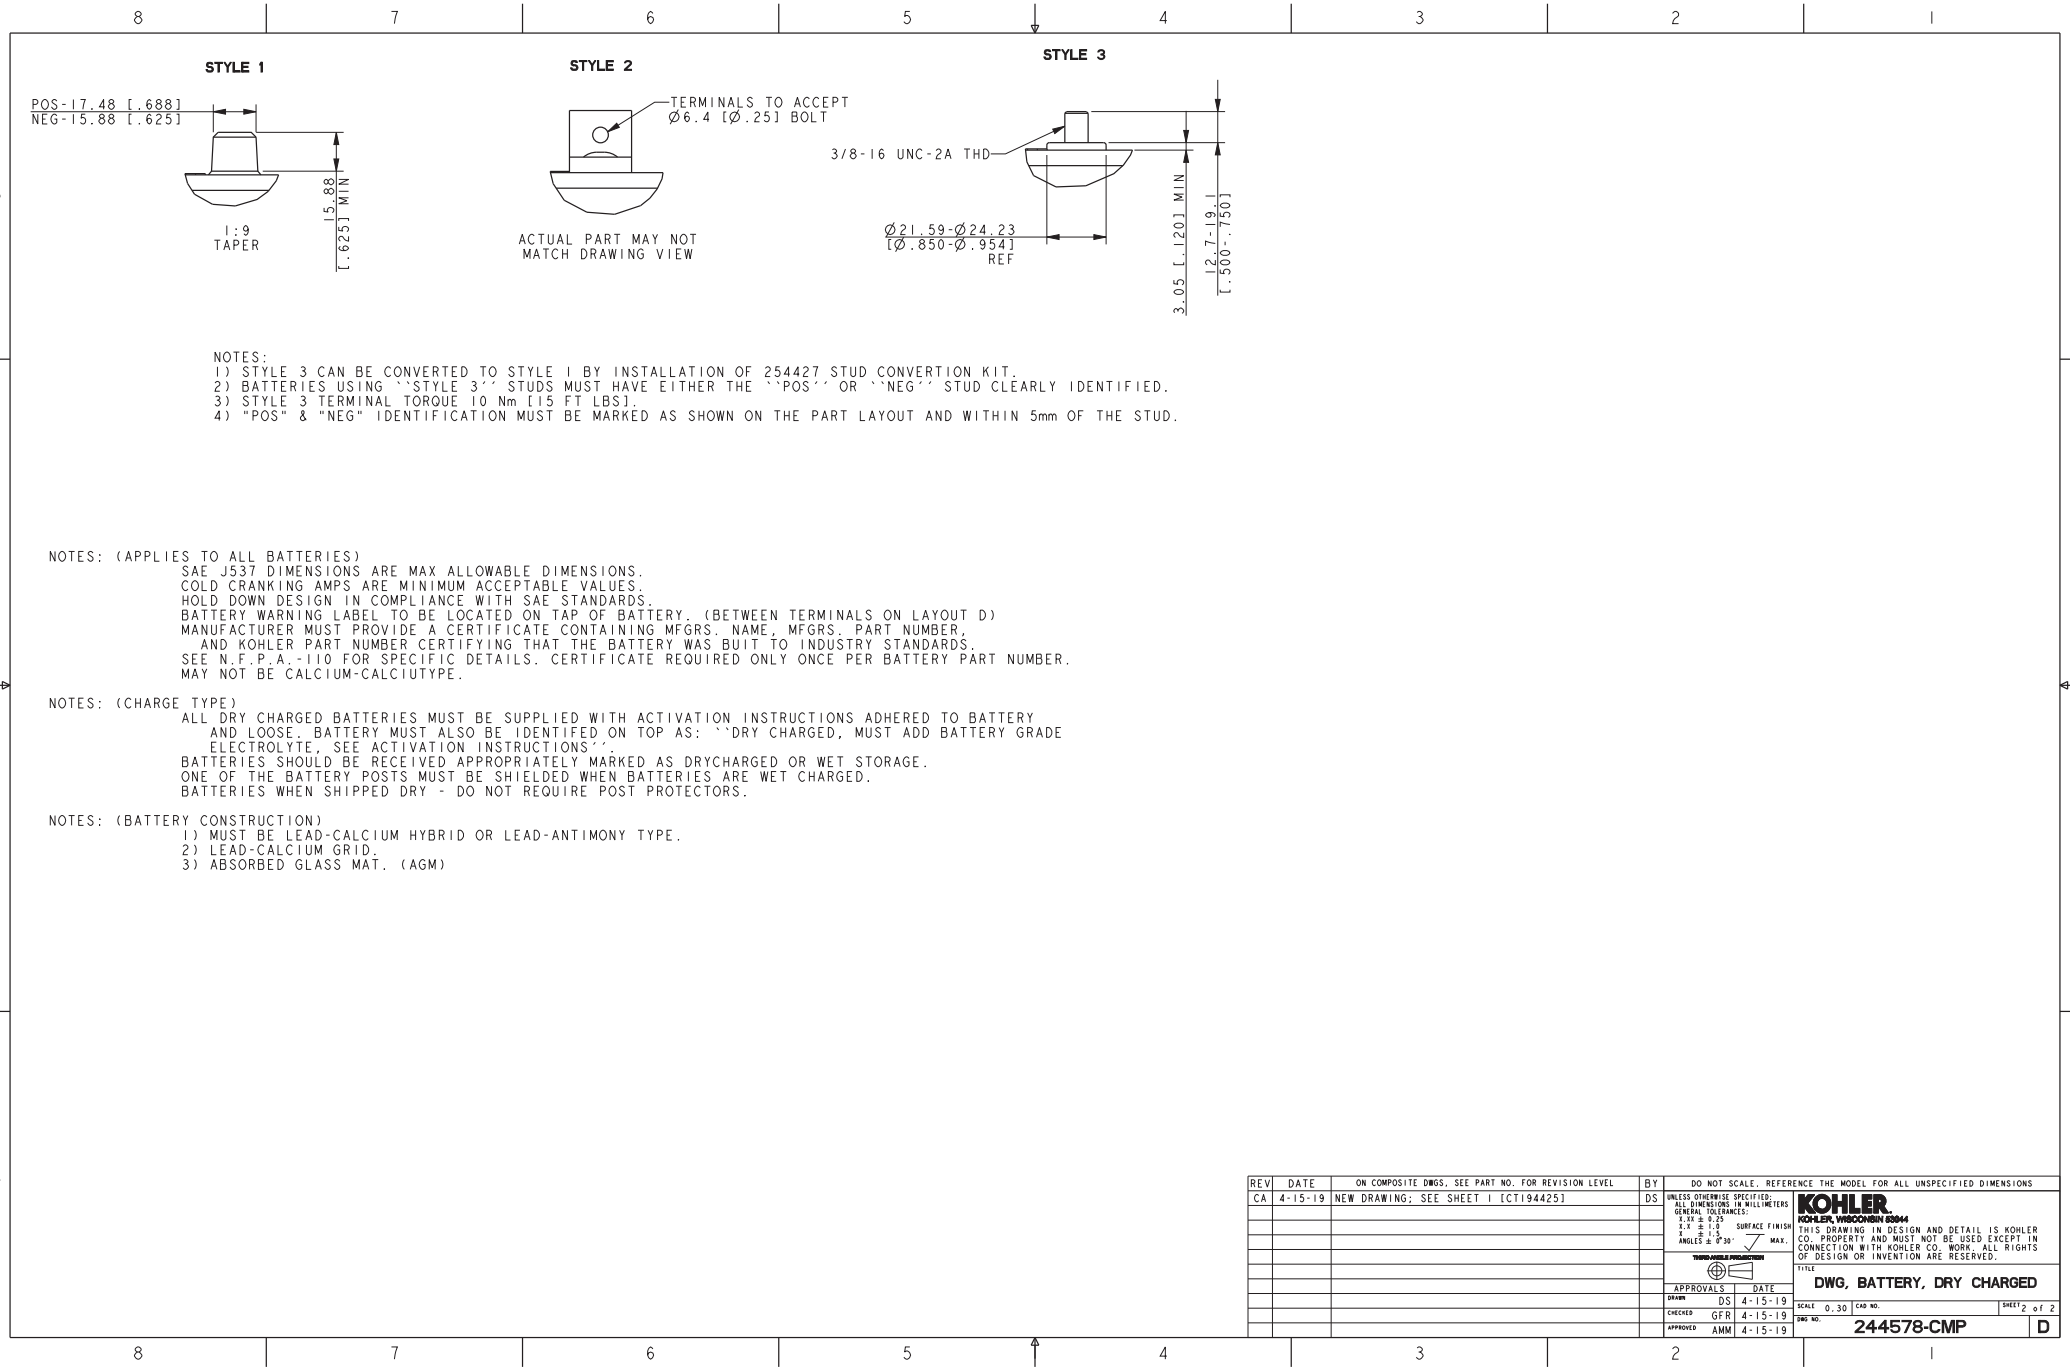 8 7 6 5 4 3 2 1
STYLE 1
POS-17.48 [.688]
NEG-15.88 [.625]
15.88
[.625] MIN
1:9
TAPER
STYLE 2
TERMINALS TO ACCEPT
Ø6.4 [Ø.25] BOLT
ACTUAL PART MAY NOT
MATCH DRAWING VIEW
STYLE 3
3/8-16 UNC-2A THD
Ø21.59-Ø24.23
[Ø.850-Ø.954]
REF
3.05 [.120] MIN
12.7-19.1
[.500-.750]
NOTES:
1) STYLE 3 CAN BE CONVERTED TO STYLE 1 BY INSTALLATION OF 254427 STUD CONVERTION KIT.
2) BATTERIES USING ``STYLE 3´´ STUDS MUST HAVE EITHER THE ``POS´´ OR ``NEG´´ STUD CLEARLY IDENTIFIED.
3) STYLE 3 TERMINAL TORQUE 10 Nm [15 FT LBS].
4) "POS" & "NEG" IDENTIFICATION MUST BE MARKED AS SHOWN ON THE PART LAYOUT AND WITHIN 5mm OF THE STUD.
NOTES: (APPLIES TO ALL BATTERIES)
SAE J537 DIMENSIONS ARE MAX ALLOWABLE DIMENSIONS.
COLD CRANKING AMPS ARE MINIMUM ACCEPTABLE VALUES.
HOLD DOWN DESIGN IN COMPLIANCE WITH SAE STANDARDS.
BATTERY WARNING LABEL TO BE LOCATED ON TAP OF BATTERY. (BETWEEN TERMINALS ON LAYOUT D)
MANUFACTURER MUST PROVIDE A CERTIFICATE CONTAINING MFGRS. NAME, MFGRS. PART NUMBER,
AND KOHLER PART NUMBER CERTIFYING THAT THE BATTERY WAS BUIT TO INDUSTRY STANDARDS.
SEE N.F.P.A.-110 FOR SPECIFIC DETAILS. CERTIFICATE REQUIRED ONLY ONCE PER BATTERY PART NUMBER.
MAY NOT BE CALCIUM-CALCIUTYPE.
NOTES: (CHARGE TYPE)
ALL DRY CHARGED BATTERIES MUST BE SUPPLIED WITH ACTIVATION INSTRUCTIONS ADHERED TO BATTERY
AND LOOSE. BATTERY MUST ALSO BE IDENTIFED ON TOP AS: ``DRY CHARGED, MUST ADD BATTERY GRADE
ELECTROLYTE, SEE ACTIVATION INSTRUCTIONS´´.
BATTERIES SHOULD BE RECEIVED APPROPRIATELY MARKED AS DRYCHARGED OR WET STORAGE.
ONE OF THE BATTERY POSTS MUST BE SHIELDED WHEN BATTERIES ARE WET CHARGED.
BATTERIES WHEN SHIPPED DRY - DO NOT REQUIRE POST PROTECTORS.
NOTES: (BATTERY CONSTRUCTION)
1) MUST BE LEAD-CALCIUM HYBRID OR LEAD-ANTIMONY TYPE.
2) LEAD-CALCIUM GRID.
3) ABSORBED GLASS MAT. (AGM)
REV DATE ON COMPOSITE DWGS, SEE PART NO. FOR REVISION LEVEL BY
CA 4-15-19 NEW DRAWING; SEE SHEET 1 [CT194425] DS
DO NOT SCALE. REFERENCE THE MODEL FOR ALL UNSPECIFIED DIMENSIONS
UNLESS OTHERWISE SPECIFIED:
ALL DIMENSIONS IN MILLIMETERS
GENERAL TOLERANCES:
X.XX ± 0.25
X.X ± 1.0
X ± 1.5
ANGLES ± 0°30'
SURFACE FINISH
MAX.
THIRD ANGLE PROJECTION
APPROVALS DATE
DRAWN DS 4-15-19
CHECKED GFR 4-15-19
APPROVED AMM 4-15-19
KOHLER.
KOHLER, WISCONSIN 53044
THIS DRAWING IN DESIGN AND DETAIL IS KOHLER
CO. PROPERTY AND MUST NOT BE USED EXCEPT IN
CONNECTION WITH KOHLER CO. WORK. ALL RIGHTS
OF DESIGN OR INVENTION ARE RESERVED.
TITLE
DWG, BATTERY, DRY CHARGED
SCALE 0.30 CAD NO. SHEET 2 of 2
DWG NO. 244578-CMP D
8 7 6 5 4 3 2 1